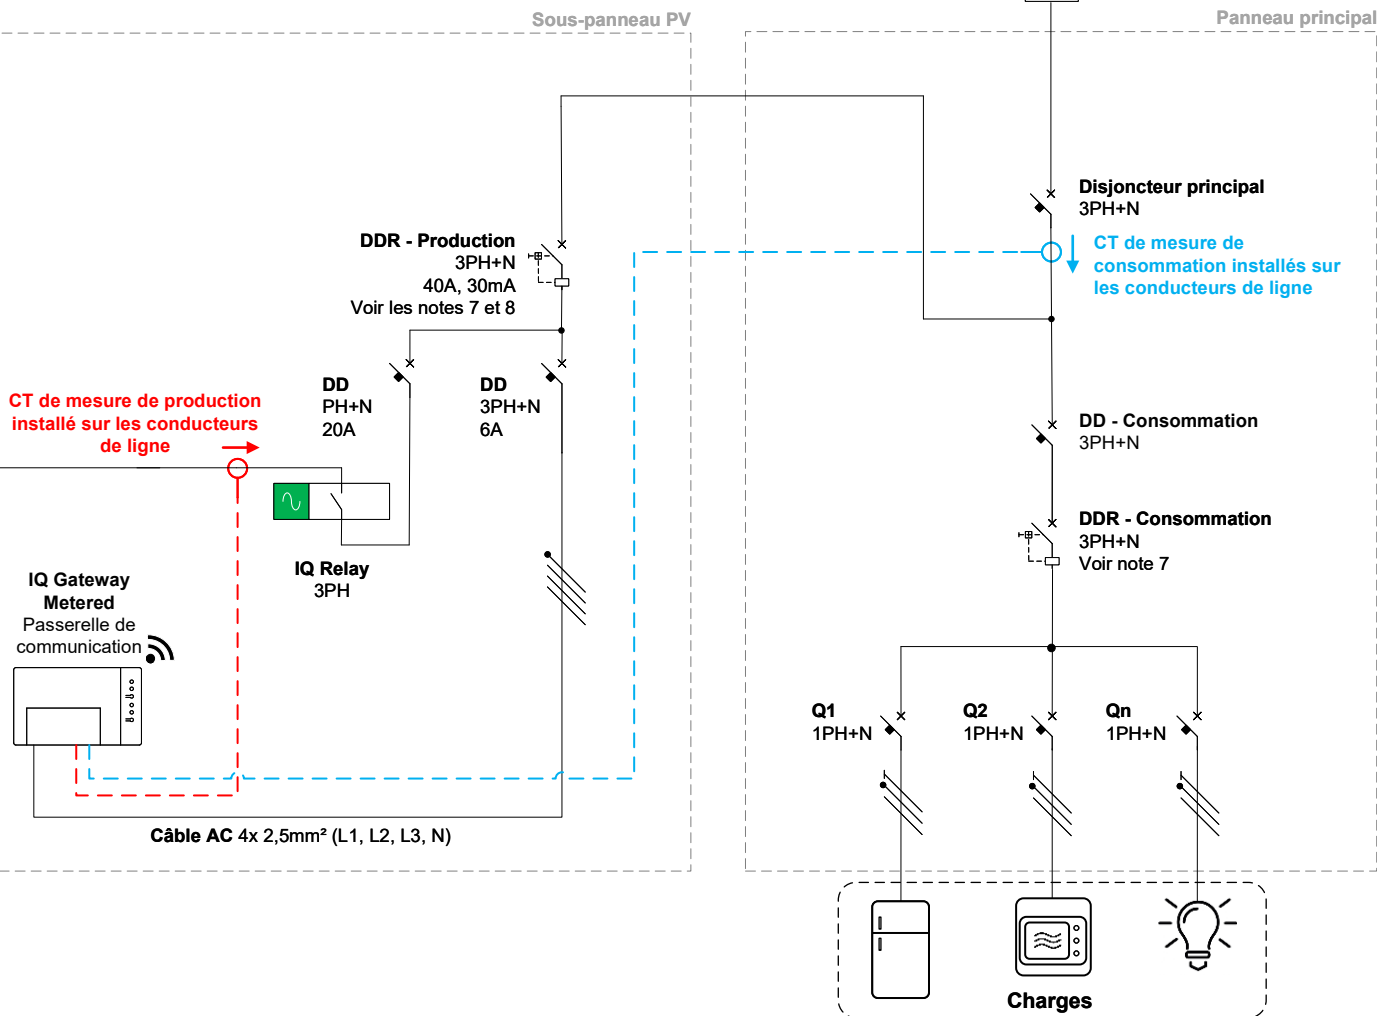 Sous-panneau PV
Panneau principal
Disjoncteur principal
3PH+N
CT de mesure de
consommation installés sur
les conducteurs de ligne
DDR - Production
3PH+N
40A, 30mA
Voir les notes 7 et 8
DD
PH+N
20A
DD
3PH+N
6A
CT de mesure de production
installé sur les conducteurs
de ligne
DD - Consommation
3PH+N
DDR - Consommation
3PH+N
Voir note 7
IQ Relay
3PH
IQ Gateway
Metered
Passerelle de
communication
Q1
1PH+N
Q2
1PH+N
Qn
1PH+N
Câble AC 4x 2,5mm² (L1, L2, L3, N)
Charges